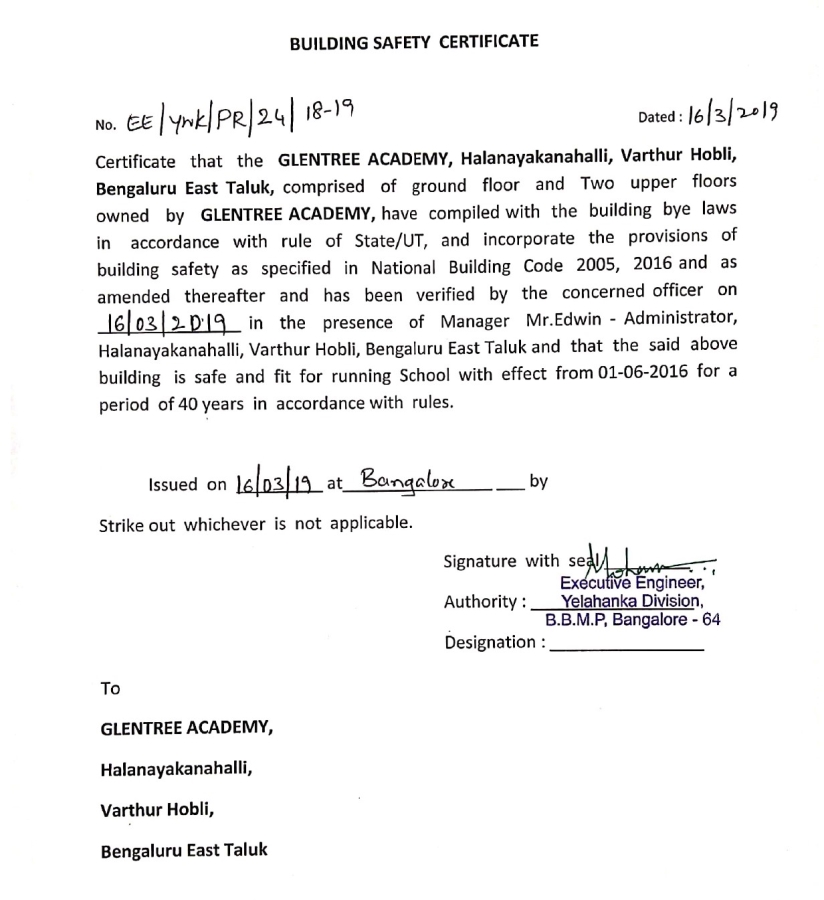 BUILDING SAFETY CERTIFICATE
No. EE/YNK/PR/24/18-19 Dated : 16/3/2019
Certificate that the GLENTREE ACADEMY, Halanayakanahalli, Varthur Hobli,
Bengaluru East Taluk, comprised of ground floor and Two upper floors
owned by GLENTREE ACADEMY, have compiled with the building bye laws
in accordance with rule of State/UT, and incorporate the provisions of
building safety as specified in National Building Code 2005, 2016 and as
amended thereafter and has been verified by the concerned officer on
16/03/2019 in the presence of Manager Mr.Edwin - Administrator,
Halanayakanahalli, Varthur Hobli, Bengaluru East Taluk and that the said above
building is safe and fit for running School with effect from 01-06-2016 for a
period of 40 years in accordance with rules.
Issued on 16/03/19 at Bangalore by
Strike out whichever is not applicable.
Signature with seal
Executive Engineer,
Authority : Yelahanka Division,
B.B.M.P, Bangalore - 64
Designation :
To
GLENTREE ACADEMY,
Halanayakanahalli,
Varthur Hobli,
Bengaluru East Taluk